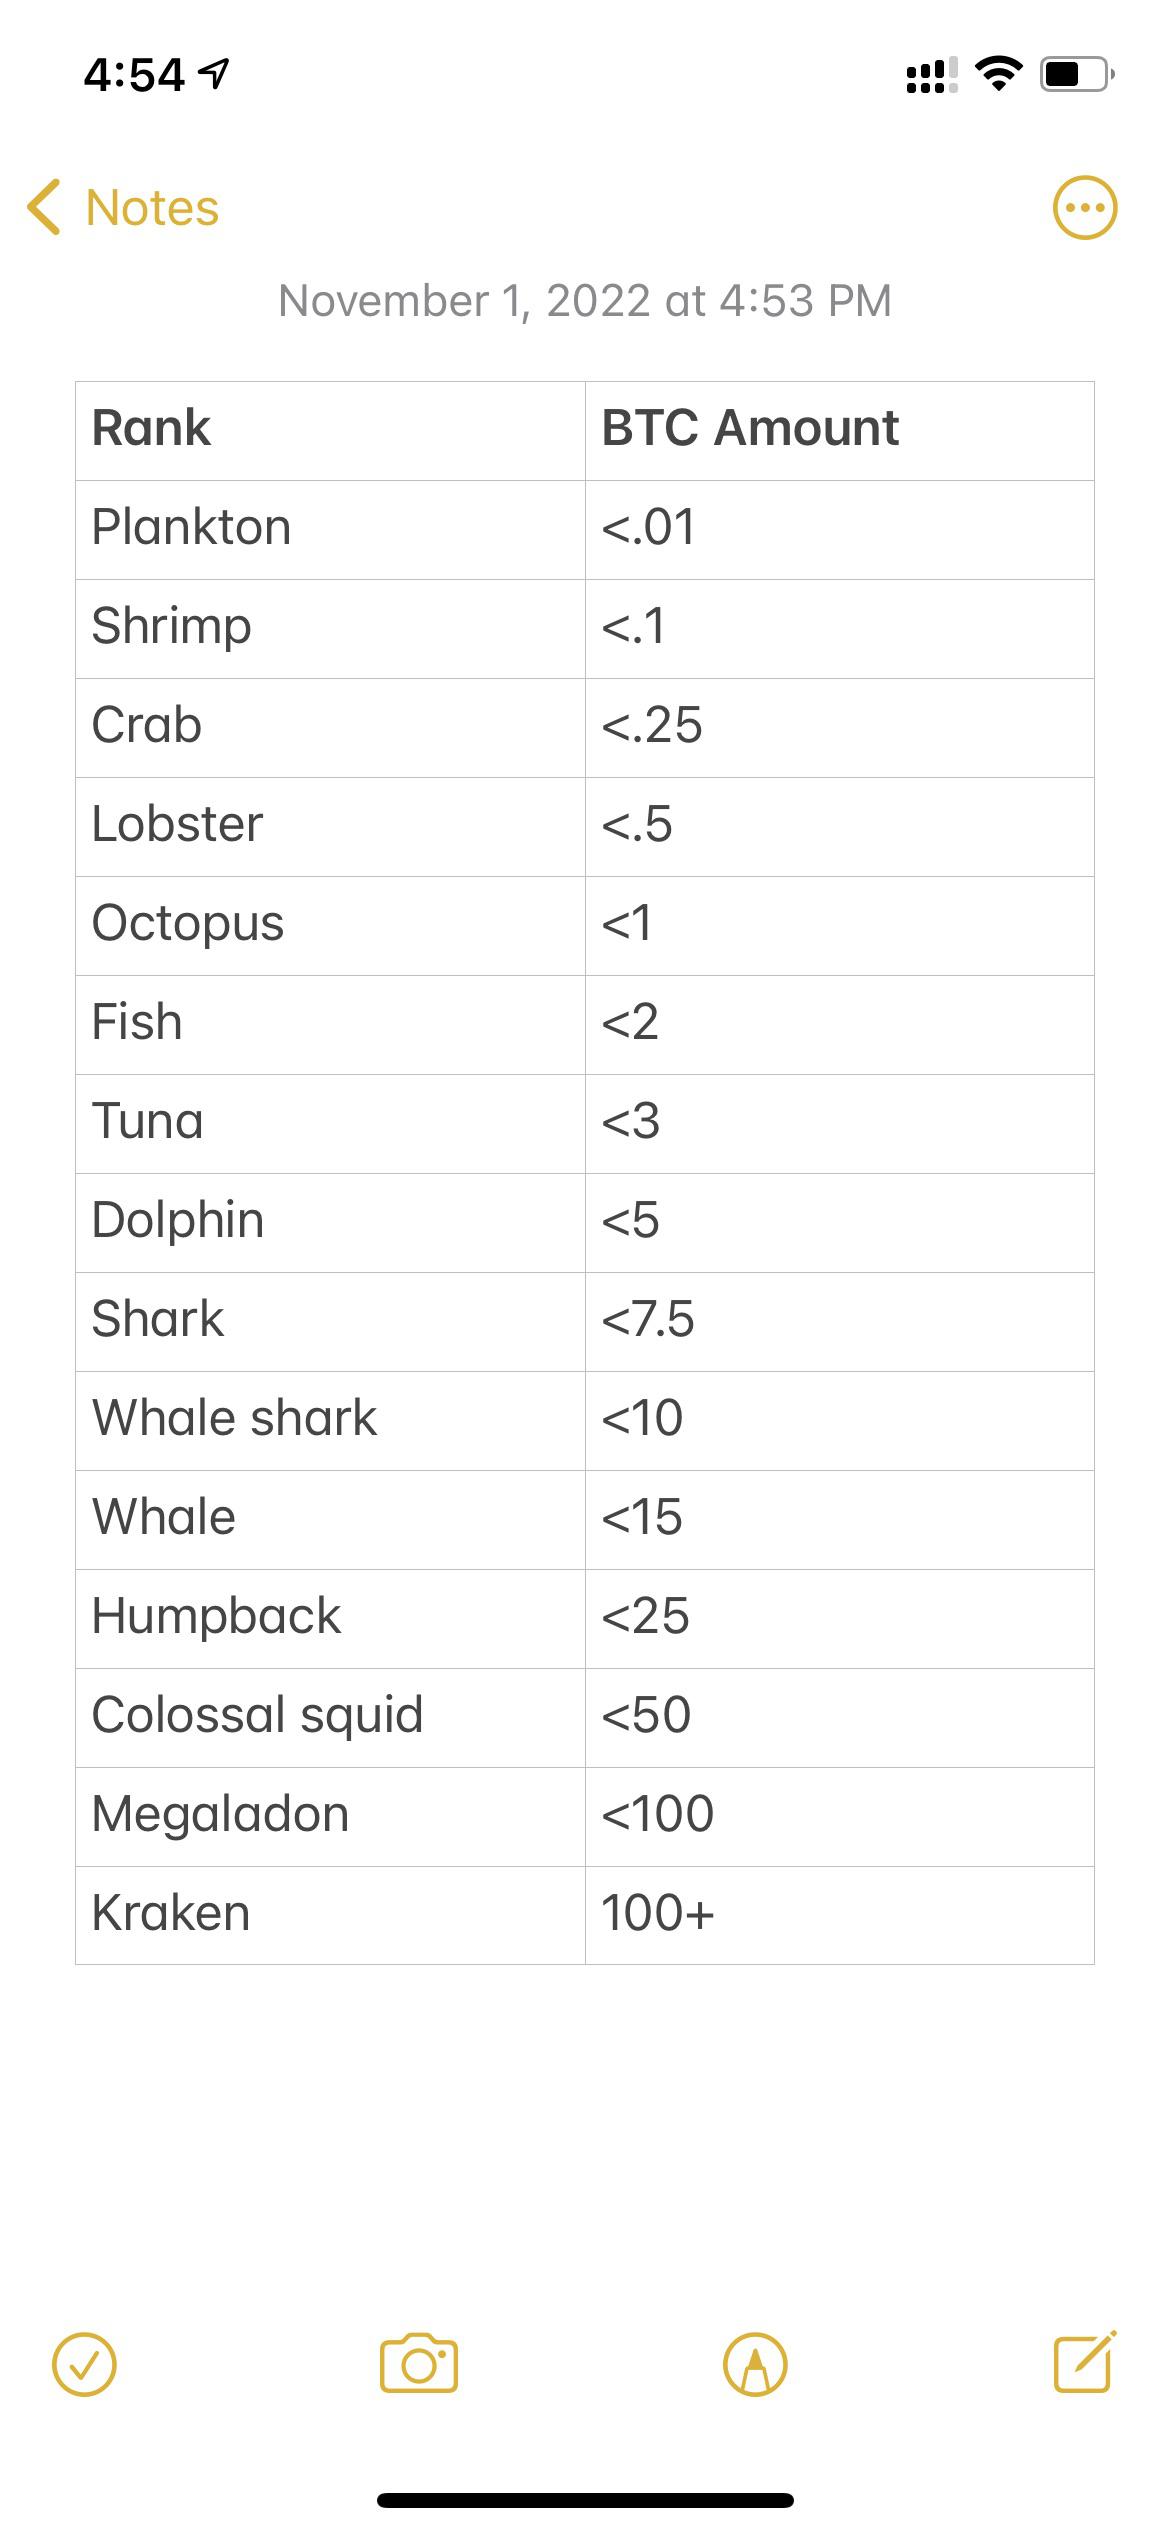 4:54
Notes
November 1, 2022 at 4:53 PM
Rank BTC Amount
Plankton <.01
Shrimp <.1
Crab <.25
Lobster <.5
Octopus <1
Fish <2
Tuna <3
Dolphin <5
Shark <7.5
Whale shark <10
Whale <15
Humpback <25
Colossal squid <50
Megaladon <100
Kraken 100+